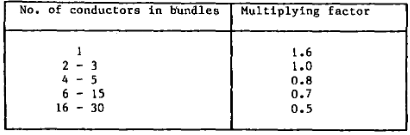 No. of conductors in bundles Multiplying factor
1 1.6
2 - 3 1.0
4 - 5 0.8
6 - 15 0.7
16 - 30 0.5